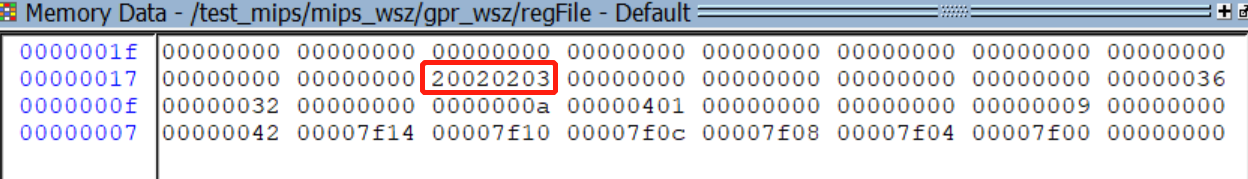 Memory Data - /test_mips/mips_wsz/gpr_wsz/regFile - Default
0000001f 00000000 00000000 00000000 00000000 00000000 00000000 00000000 00000000
00000017 00000000 00000000 20020203 00000000 00000000 00000000 00000000 00000036
0000000f 00000032 00000000 0000000a 00000401 00000000 00000000 00000009 00000000
00000007 00000042 00007f14 00007f10 00007f0c 00007f08 00007f04 00007f00 00000000